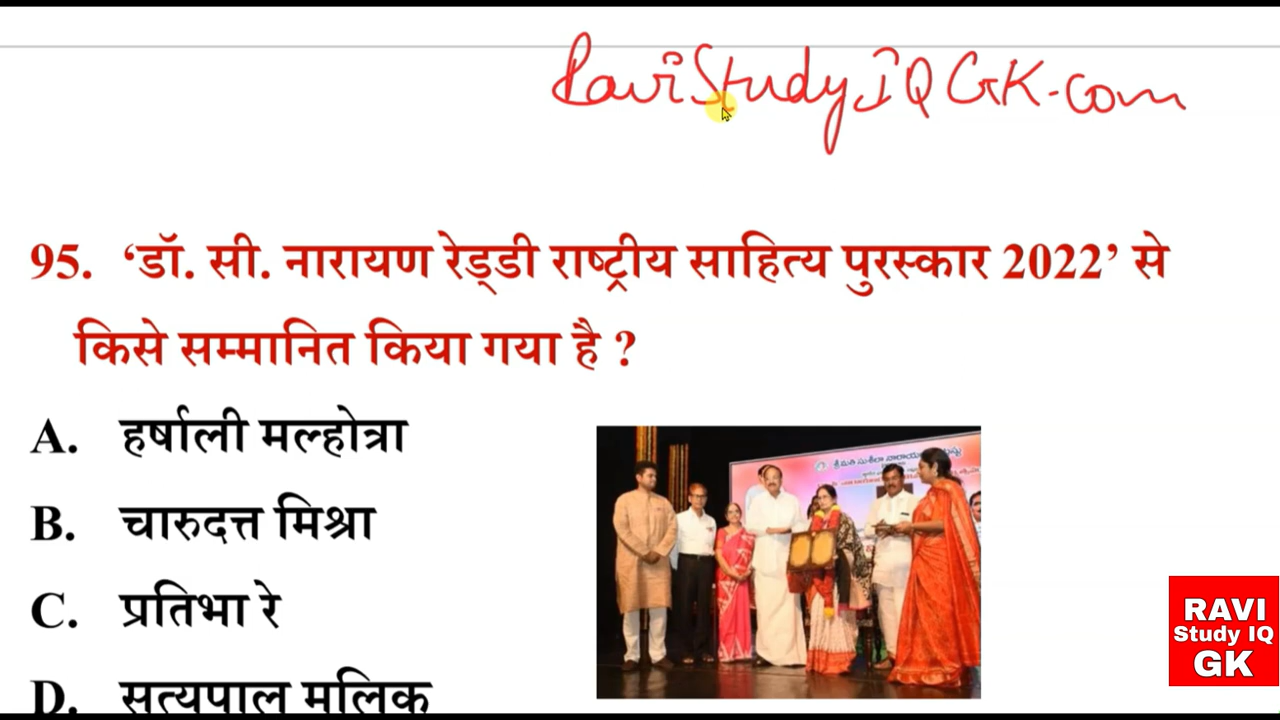 RaviStudyIQGK.com
95. ‘डॉ. सी. नारायण रेड्डी राष्ट्रीय साहित्य पुरस्कार 2022’ से
किसे सम्मानित किया गया है ?
A. हर्षाली मल्होत्रा
B. चारुदत्त मिश्रा
C. प्रतिभा रे
D. सत्यपाल मलिक
RAVI
Study IQ
GK